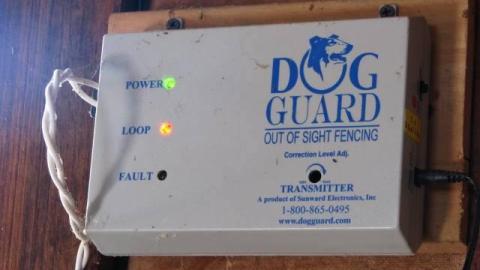 POWER
LOOP
FAULT
DOG
GUARD
OUT OF SIGHT FENCING
Correction Level Adj.
TRANSMITTER
A product of Sunward Electronics, Inc
1-800-865-0495
www.dogguard.com